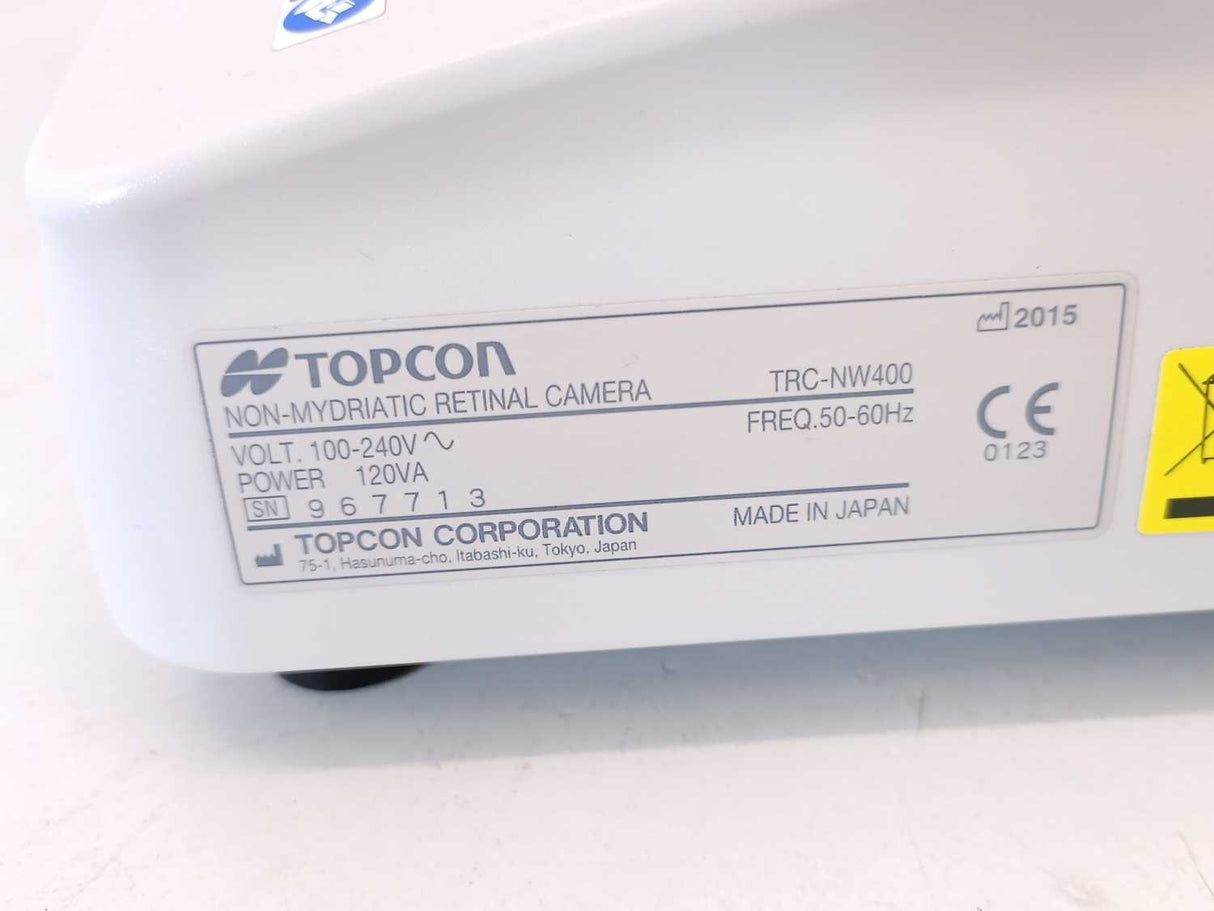 2015
TOPCON
NON-MYDRIATIC RETINAL CAMERA TRC-NW400
VOLT. 100-240V～ FREQ.50-60Hz
POWER 120VA
CE
0123
SN 967713
TOPCON CORPORATION MADE IN JAPAN
75-1, Hasunuma-cho, Itabashi-ku, Tokyo, Japan